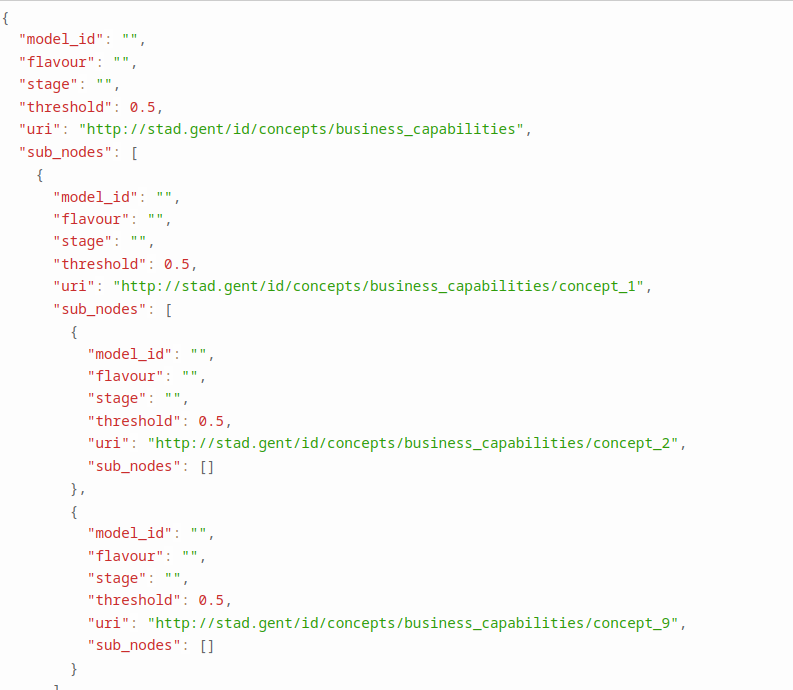 {
  "model_id": "",
  "flavour": "",
  "stage": "",
  "threshold": 0.5,
  "uri": "http://stad.gent/id/concepts/business_capabilities",
  "sub_nodes": [
    {
      "model_id": "",
      "flavour": "",
      "stage": "",
      "threshold": 0.5,
      "uri": "http://stad.gent/id/concepts/business_capabilities/concept_1",
      "sub_nodes": [
        {
          "model_id": "",
          "flavour": "",
          "stage": "",
          "threshold": 0.5,
          "uri": "http://stad.gent/id/concepts/business_capabilities/concept_2",
          "sub_nodes": []
        },
        {
          "model_id": "",
          "flavour": "",
          "stage": "",
          "threshold": 0.5,
          "uri": "http://stad.gent/id/concepts/business_capabilities/concept_9",
          "sub_nodes": []
        }
      ]